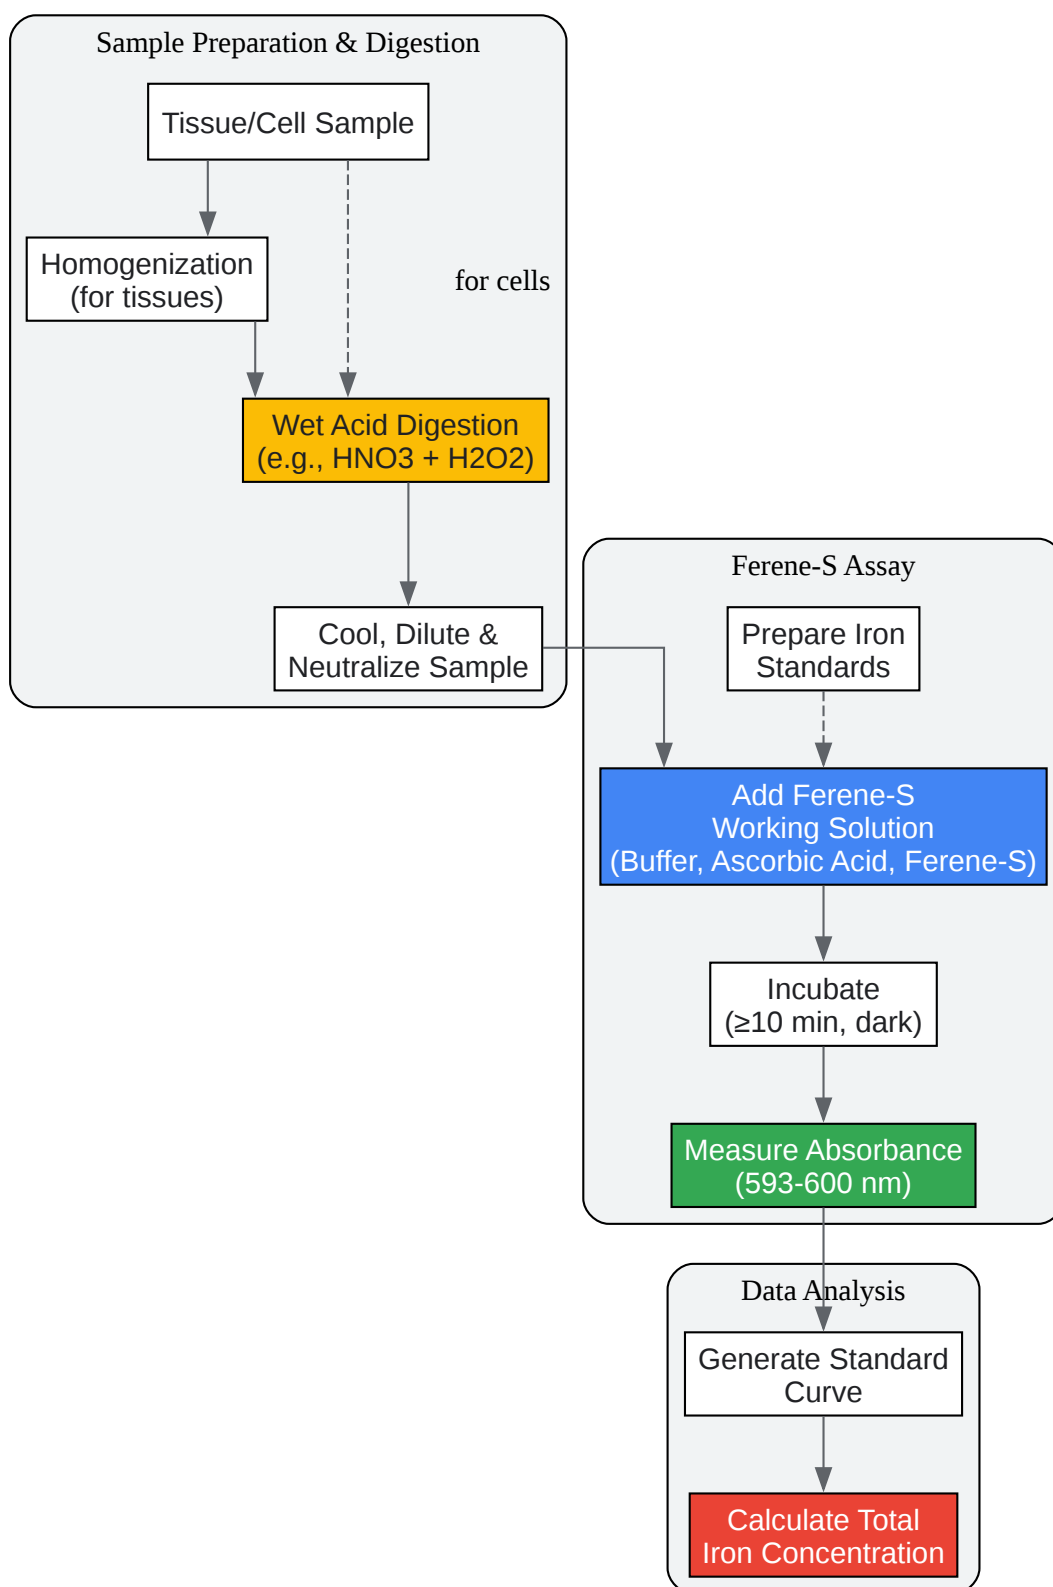 Sample Preparation & Digestion
Tissue/Cell Sample
Homogenization
(for tissues)
for cells
Wet Acid Digestion
(e.g., HNO3 + H2O2)
Cool, Dilute &
Neutralize Sample
Ferene-S Assay
Prepare Iron
Standards
Add Ferene-S
Working Solution
(Buffer, Ascorbic Acid, Ferene-S)
Incubate
(≥10 min, dark)
Measure Absorbance
(593-600 nm)
Data Analysis
Generate Standard
Curve
Calculate Total
Iron Concentration